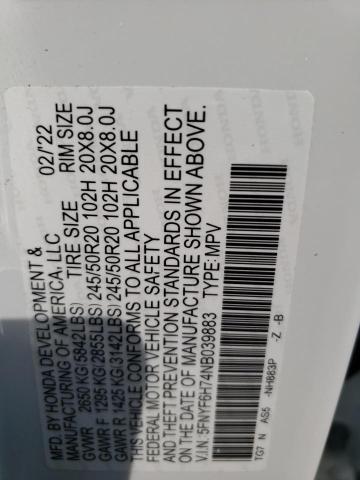 MFD. BY HONDA DEVELOPMENT & 02/'22
MANUFACTURING OF AMERICA, LLC
TIRE SIZE RIM SIZE
GVWR 2650 KG(5842LBS)
GAWR F 1295 KG(2855LBS) 245/50R20 102H 20X8.0J
GAWR R 1425 KG(3142LBS) 245/50R20 102H 20X8.0J
THIS VEHICLE CONFORMS TO ALL APPLICABLE
FEDERAL MOTOR VEHICLE SAFETY
AND THEFT PREVENTION STANDARDS IN EFFECT
ON THE DATE OF MANUFACTURE SHOWN ABOVE.
V.I.N. 5FNYF6H74NB039883 TYPE: MPV
TG7 N AS6 -NH883P -Z -B